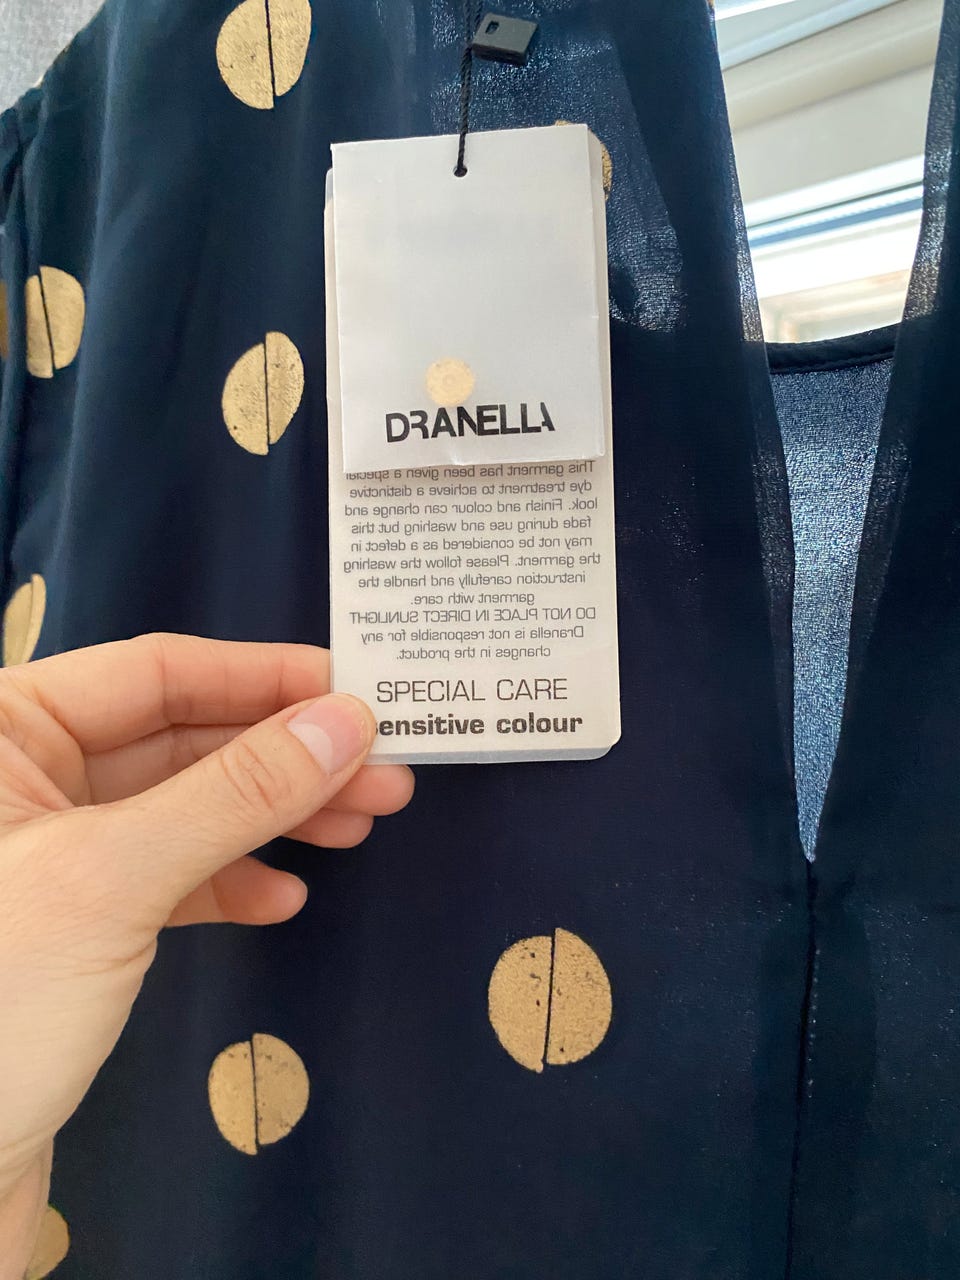 DRANELLA
This garment has been given a special
dye treatment to achieve a distinctive
look. Finish and colour can change and
fade during use and washing but this
may not be considered as a defect in
the garment. Please follow the washing
instruction carefully and handle the
garment with care.
DO NOT PLACE IN DIRECT SUNLIGHT
Dranella is not responsible for any
changes in the product.
SPECIAL CARE
sensitive colour